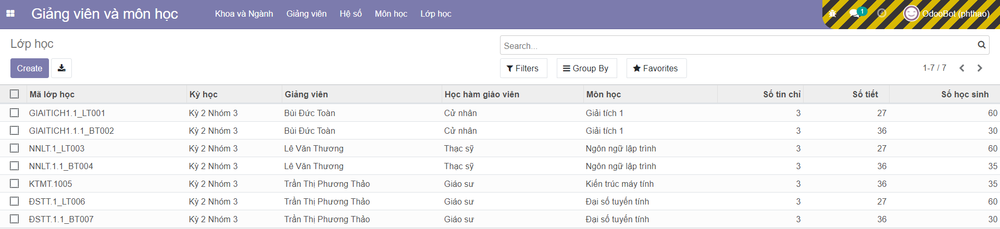 Giảng viên và môn học Khoa và Ngành Giảng viên Hệ số Môn học Lớp học 1 OdooBot (phthao)
Lớp học Search...
Create Filters Group By Favorites 1-7 / 7
Mã lớp học Kỳ học Giảng viên Học hàm giáo viên Môn học Số tín chỉ Số tiết Số học sinh
GIAITICH1.1_LT001 Kỳ 2 Nhóm 3 Bùi Đức Toàn Cử nhân Giải tích 1 3 27 60
GIAITICH1.1.1_BT002 Kỳ 2 Nhóm 3 Bùi Đức Toàn Cử nhân Giải tích 1 3 36 30
NNLT.1_LT003 Kỳ 2 Nhóm 3 Lê Văn Thương Thạc sỹ Ngôn ngữ lập trình 3 27 60
NNLT.1.1_BT004 Kỳ 2 Nhóm 3 Lê Văn Thương Thạc sỹ Ngôn ngữ lập trình 3 36 35
KTMT.1005 Kỳ 2 Nhóm 3 Trần Thị Phương Thảo Giáo sư Kiến trúc máy tính 3 36 35
ĐSTT.1_LT006 Kỳ 2 Nhóm 3 Trần Thị Phương Thảo Giáo sư Đại số tuyến tính 3 27 60
ĐSTT.1.1_BT007 Kỳ 2 Nhóm 3 Trần Thị Phương Thảo Giáo sư Đại số tuyến tính 3 36 30